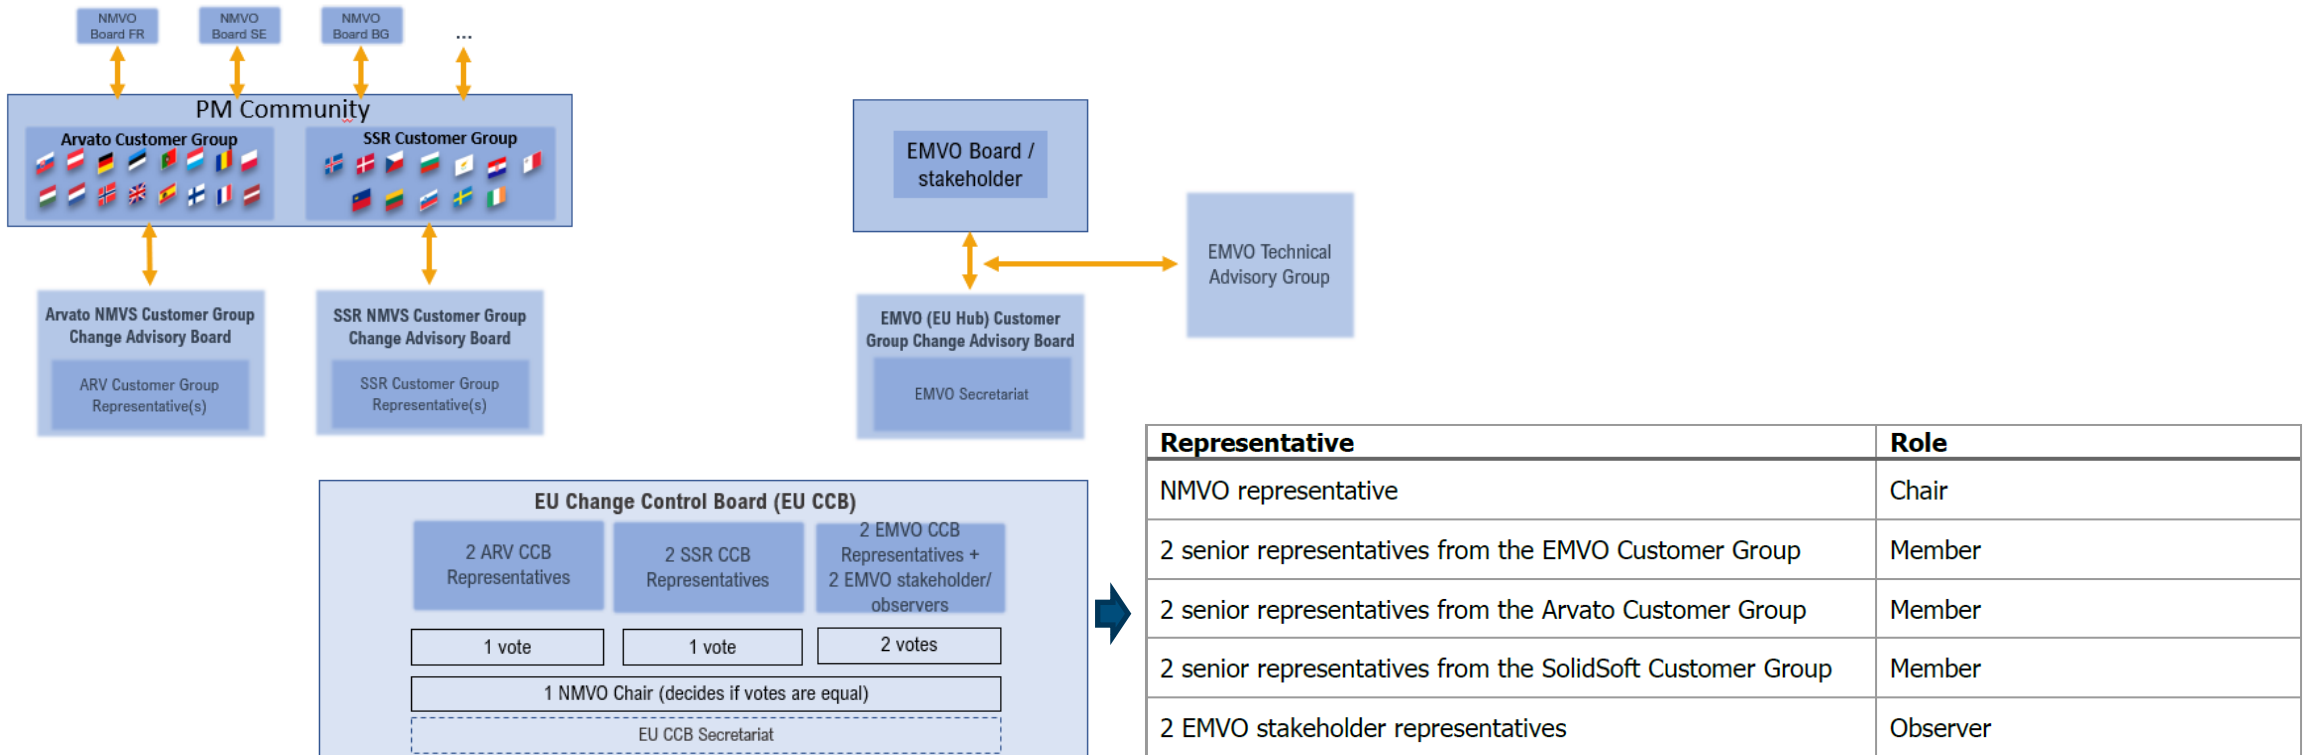 NMVO
Board FR
NMVO
Board SE
NMVO
Board BG
...
PM Community
Arvato Customer Group
SSR Customer Group
EMVO Board /
stakeholder
EMVO Technical
Advisory Group
Arvato NMVS Customer Group
Change Advisory Board
ARV Customer Group
Representative(s)
SSR NMVS Customer Group
Change Advisory Board
SSR Customer Group
Representative(s)
EMVO (EU Hub) Customer
Group Change Advisory Board
EMVO Secretariat
EU Change Control Board (EU CCB)
2 ARV CCB
Representatives
2 SSR CCB
Representatives
2 EMVO CCB
Representatives +
2 EMVO stakeholder/
observers
1 vote
1 vote
2 votes
1 NMVO Chair (decides if votes are equal)
EU CCB Secretariat
Representative Role
NMVO representative Chair
2 senior representatives from the EMVO Customer Group Member
2 senior representatives from the Arvato Customer Group Member
2 senior representatives from the SolidSoft Customer Group Member
2 EMVO stakeholder representatives Observer